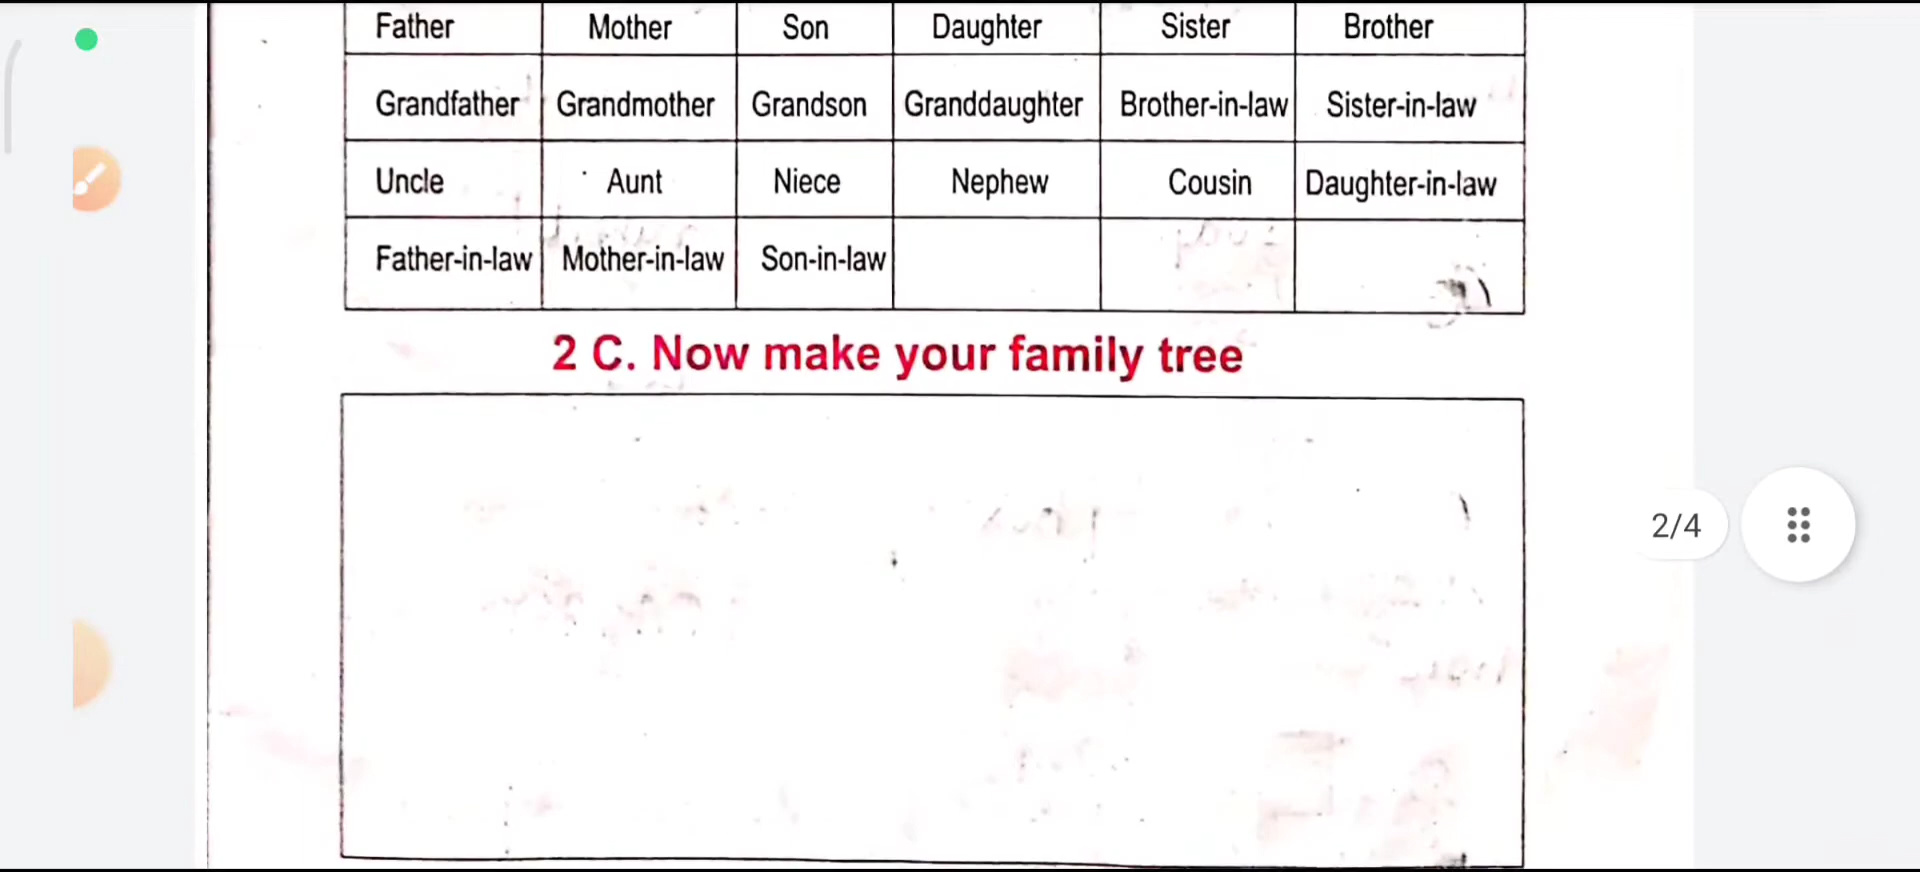 Father Mother Son Daughter Sister Brother
Grandfather Grandmother Grandson Granddaughter Brother-in-law Sister-in-law
Uncle Aunt Niece Nephew Cousin Daughter-in-law
Father-in-law Mother-in-law Son-in-law
2 C. Now make your family tree
2/4